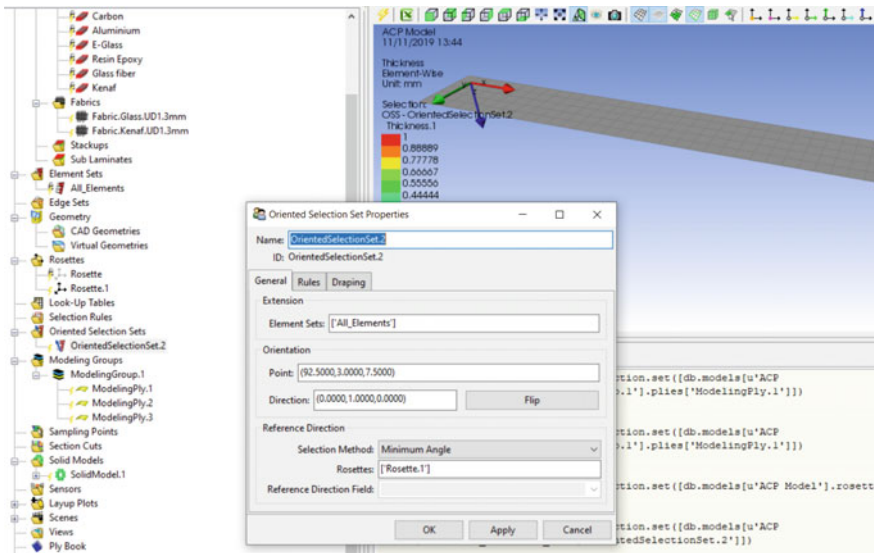 Carbon
Aluminium
E-Glass
Resin Epoxy
Glass fiber
Kenaf
Fabrics
Fabric.Glass.UD1.3mm
Fabric.Kenaf.UD1.3mm
Stackups
Sub Laminates
Element Sets
All_Elements
Edge Sets
Geometry
CAD Geometries
Virtual Geometries
Rosettes
Rosette
Rosette.1
Look-Up Tables
Selection Rules
Oriented Selection Sets
OrientedSelectionSet.2
Modeling Groups
ModelingGroup.1
ModelingPly.1
ModelingPly.2
ModelingPly.3
Sampling Points
Section Cuts
Solid Models
SolidModel.1
Sensors
Layup Plots
Scenes
Views
Ply Book
ACP Model
11/11/2019 13:44
Thickness
Element-Wise
Unit: mm
Selection:
OSS - OrientedSelectionSet.2
Thickness.1
1
0.88889
0.77778
0.66667
0.55556
0.44444
Oriented Selection Set Properties
Name: OrientedSelectionSet.2
ID: OrientedSelectionSet.2
General Rules Draping
Extension
Element Sets: ['All_Elements']
Orientation
Point: (92.5000,3.0000,7.5000)
Direction: (0.0000,1.0000,0.0000) Flip
Reference Direction
Selection Method: Minimum Angle
Rosettes: ['Rosette.1']
Reference Direction Field:
OK Apply Cancel
tion.set([db.models[u'ACP
.1'].plies['ModelingPly.1']])
tion.set([db.models[u'ACP
.1'].plies['ModelingPly.1']])
tion.set([db.models[u'ACP Model'].rosett
tion.set([db.models[u'ACP
tedSelectionSet.2']])